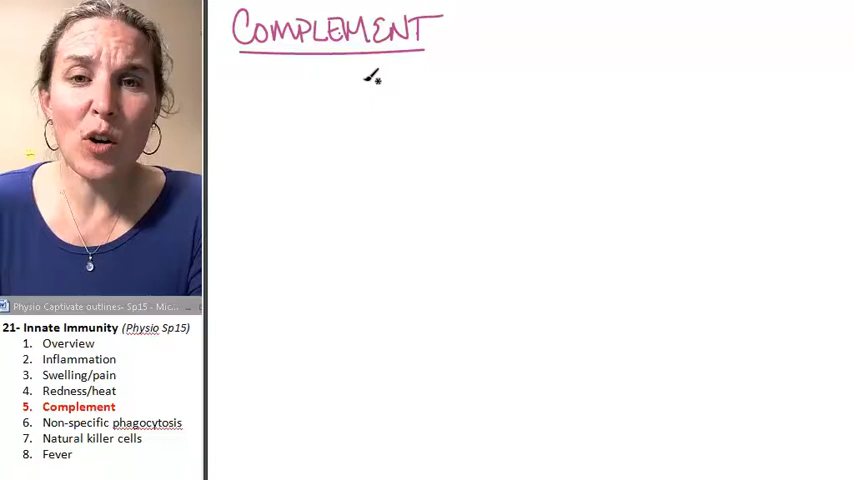 COMPLEMENT
Physio Captivate outlines- Sp15 - Mic...
21- Innate Immunity (Physio Sp15)
1. Overview
2. Inflammation
3. Swelling/pain
4. Redness/heat
5. Complement
6. Non-specific phagocytosis
7. Natural killer cells
8. Fever